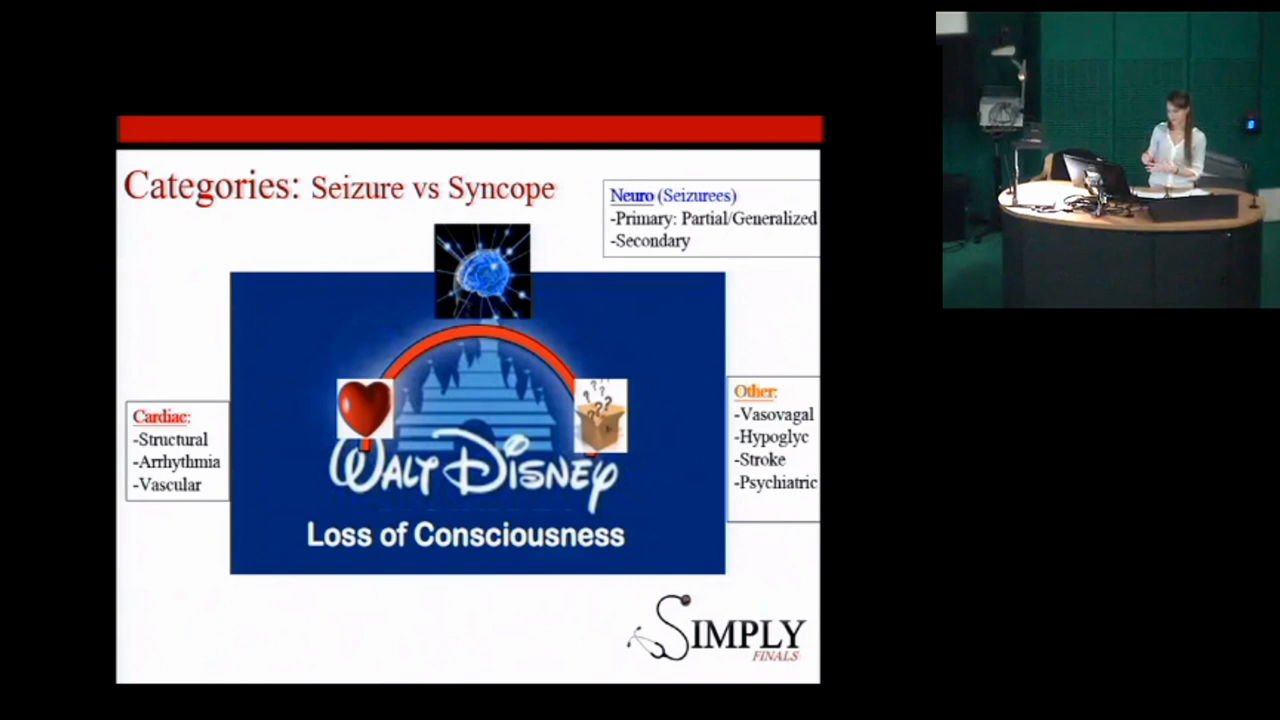 Categories: Seizure vs Syncope
Neuro (Seizurees)
-Primary: Partial/Generalized
-Secondary
Cardiac:
-Structural
-Arrhythmia
-Vascular
Other:
-Vasovagal
-Hypoglyc
-Stroke
-Psychiatric
WALT DISNEY
Loss of Consciousness
SIMPLY
FINALS